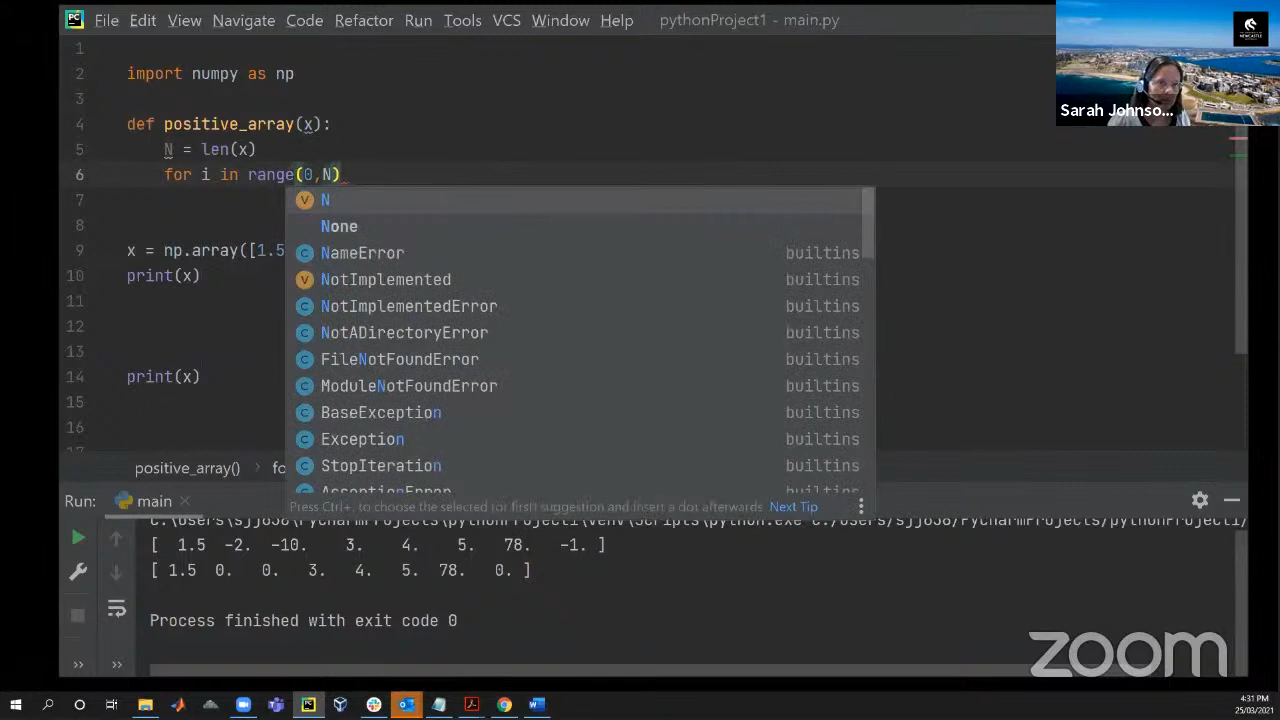 File Edit View Navigate Code Refactor Run Tools VCS Window Help pythonProject1 - main.py
1
2 import numpy as np
3
4 def positive_array(x):
5 N = len(x)
6 for i in range(0,N)
7
8
9 x = np.array([1.5
10 print(x)
11
12
13
14 print(x)
15
16
17
N
None
NameError builtins
NotImplemented builtins
NotImplementedError builtins
NotADirectoryError builtins
FileNotFoundError builtins
ModuleNotFoundError builtins
BaseException builtins
Exception builtins
StopIteration builtins
AssertionError builtins
Press Ctrl+. to choose the selected (or first) suggestion and insert a dot afterwards Next Tip
positive_array() › fo
Run: main
C:\Users\sjj838\PycharmProjects\pythonProject1\venv\Scripts\python.exe C:/Users/sjj838/PycharmProjects/pythonProject1/
[ 1.5 -2. -10. 3. 4. 5. 78. -1. ]
[ 1.5 0. 0. 3. 4. 5. 78. 0. ]
Process finished with exit code 0
Sarah Johnso...
NEWCASTLE
zoom
4:31 PM
25/03/2021